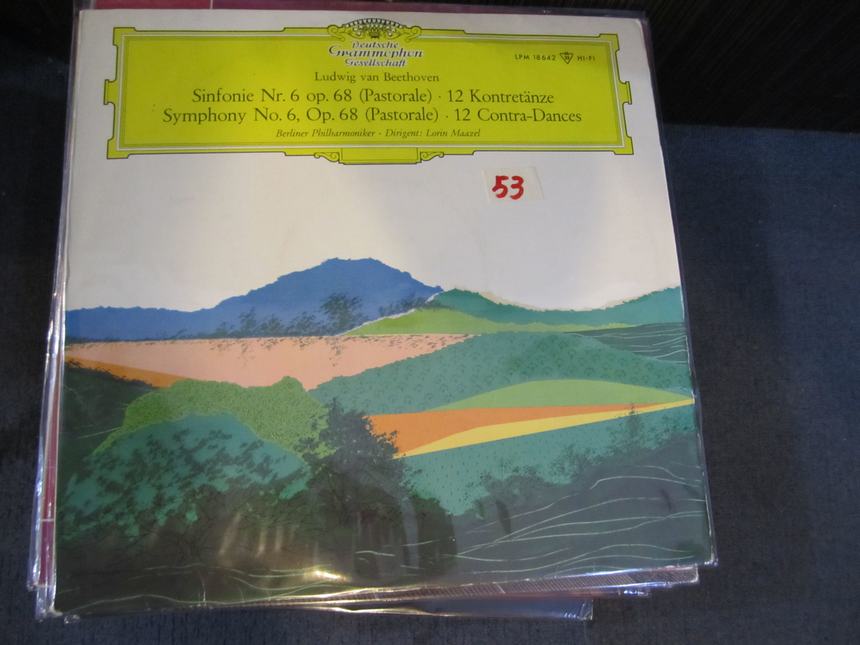 Deutsche
Grammophon
Gesellschaft
LPM 18642 33 HI-FI
Ludwig van Beethoven
Sinfonie Nr. 6 op. 68 (Pastorale) · 12 Kontretänze
Symphony No. 6, Op. 68 (Pastorale) · 12 Contra-Dances
Berliner Philharmoniker · Dirigent: Lorin Maazel
53